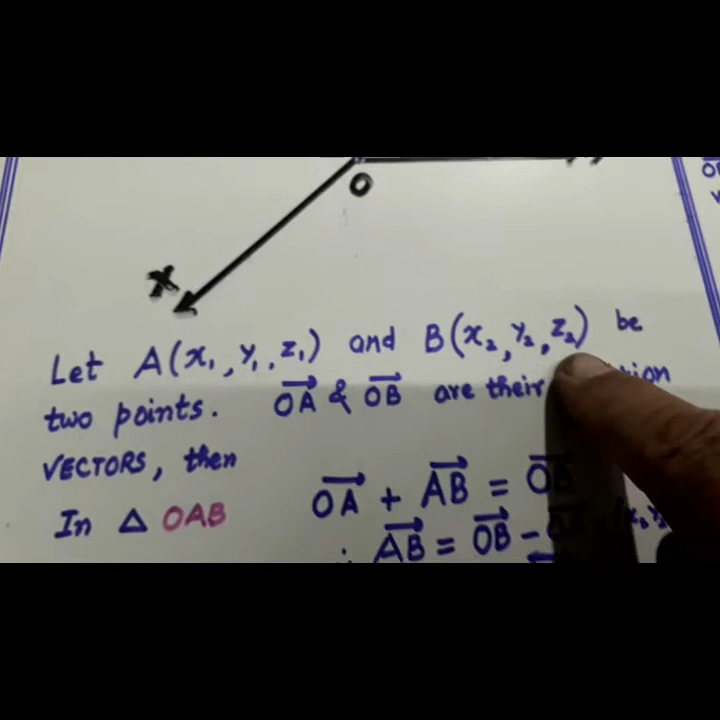 O
X
Let A(x₁, y₁, z₁) and B(x₂, y₂, z₂) be
two points. OA⃗ & OB⃗ are their
VECTORS, then
OA⃗ + AB⃗ = OB⃗
In Δ OAB
∴ AB⃗ = OB⃗ - OA⃗